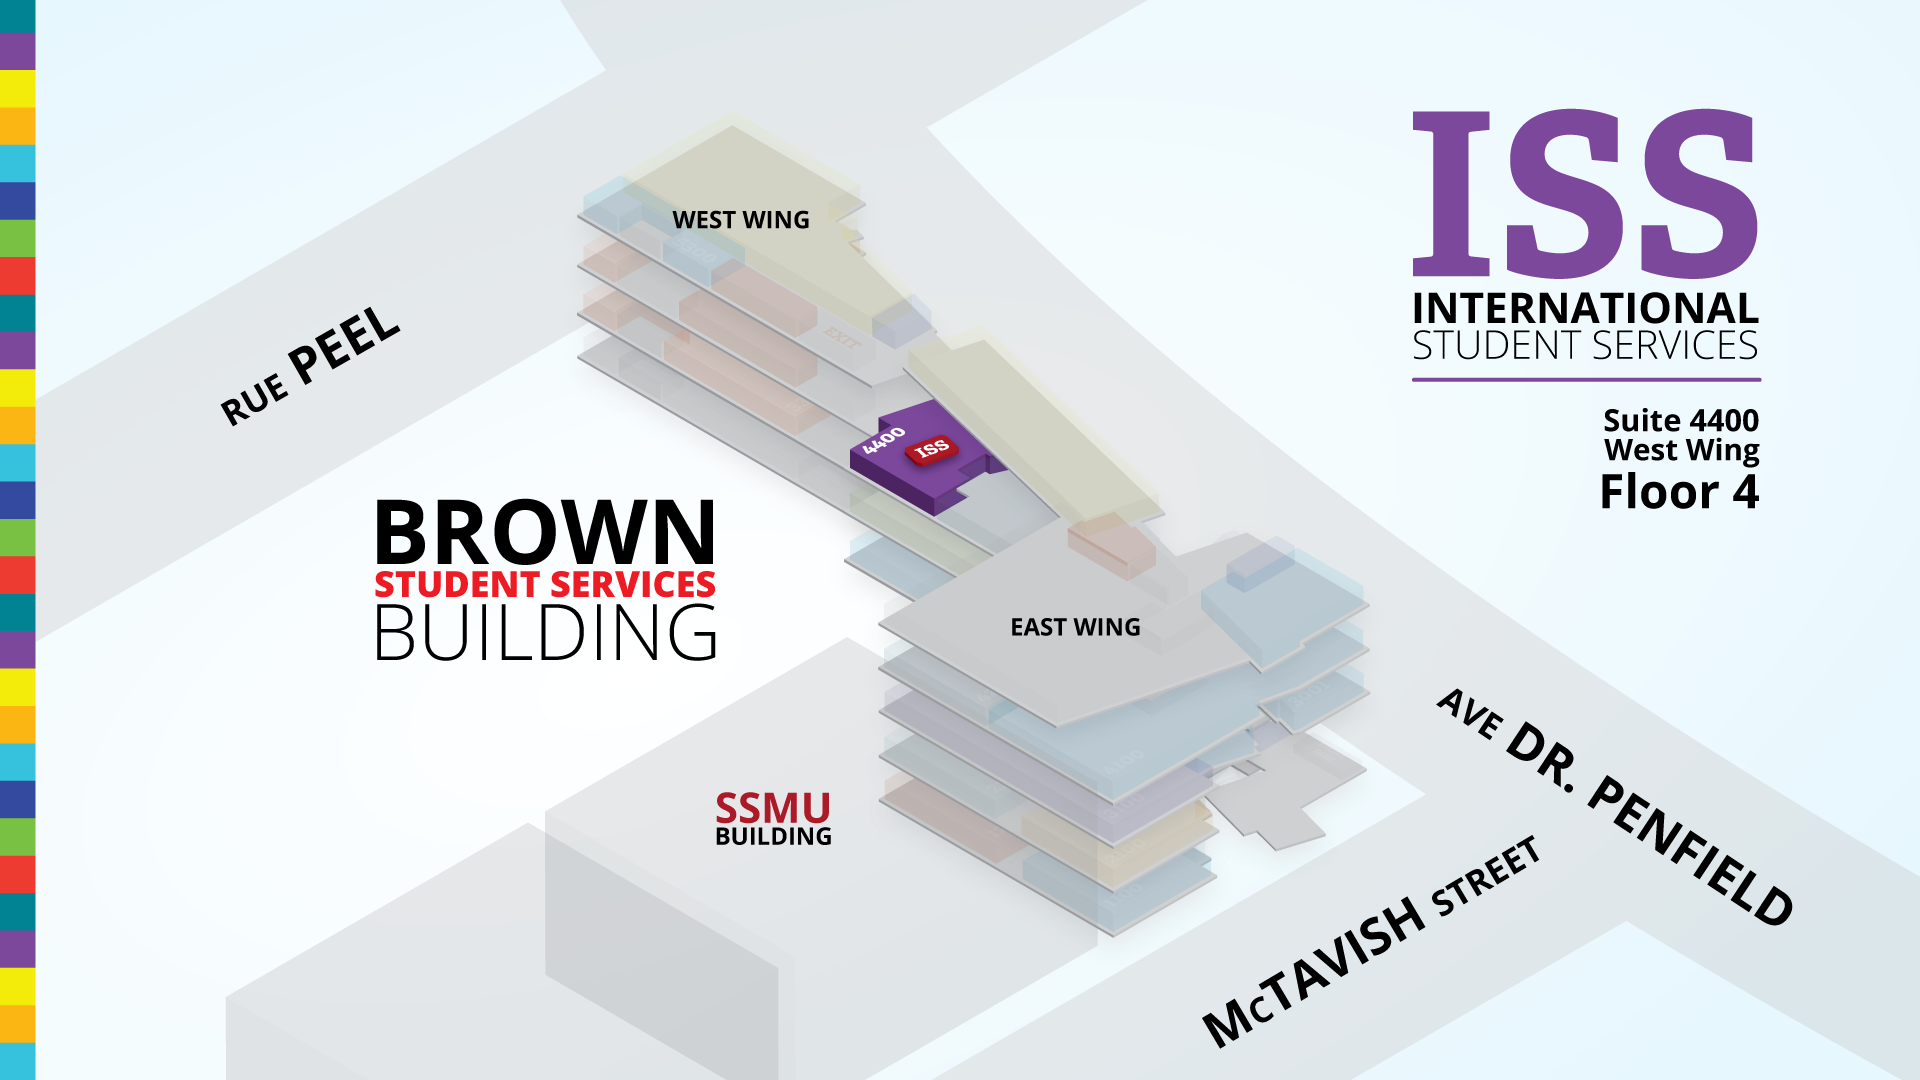 ISS
INTERNATIONAL
STUDENT SERVICES
Suite 4400
West Wing
Floor 4
WEST WING
EXIT
RUE PEEL
4400
ISS
BROWN
STUDENT SERVICES
BUILDING
EAST WING
SSMU
BUILDING
AVE DR. PENFIELD
McTAVISH STREET